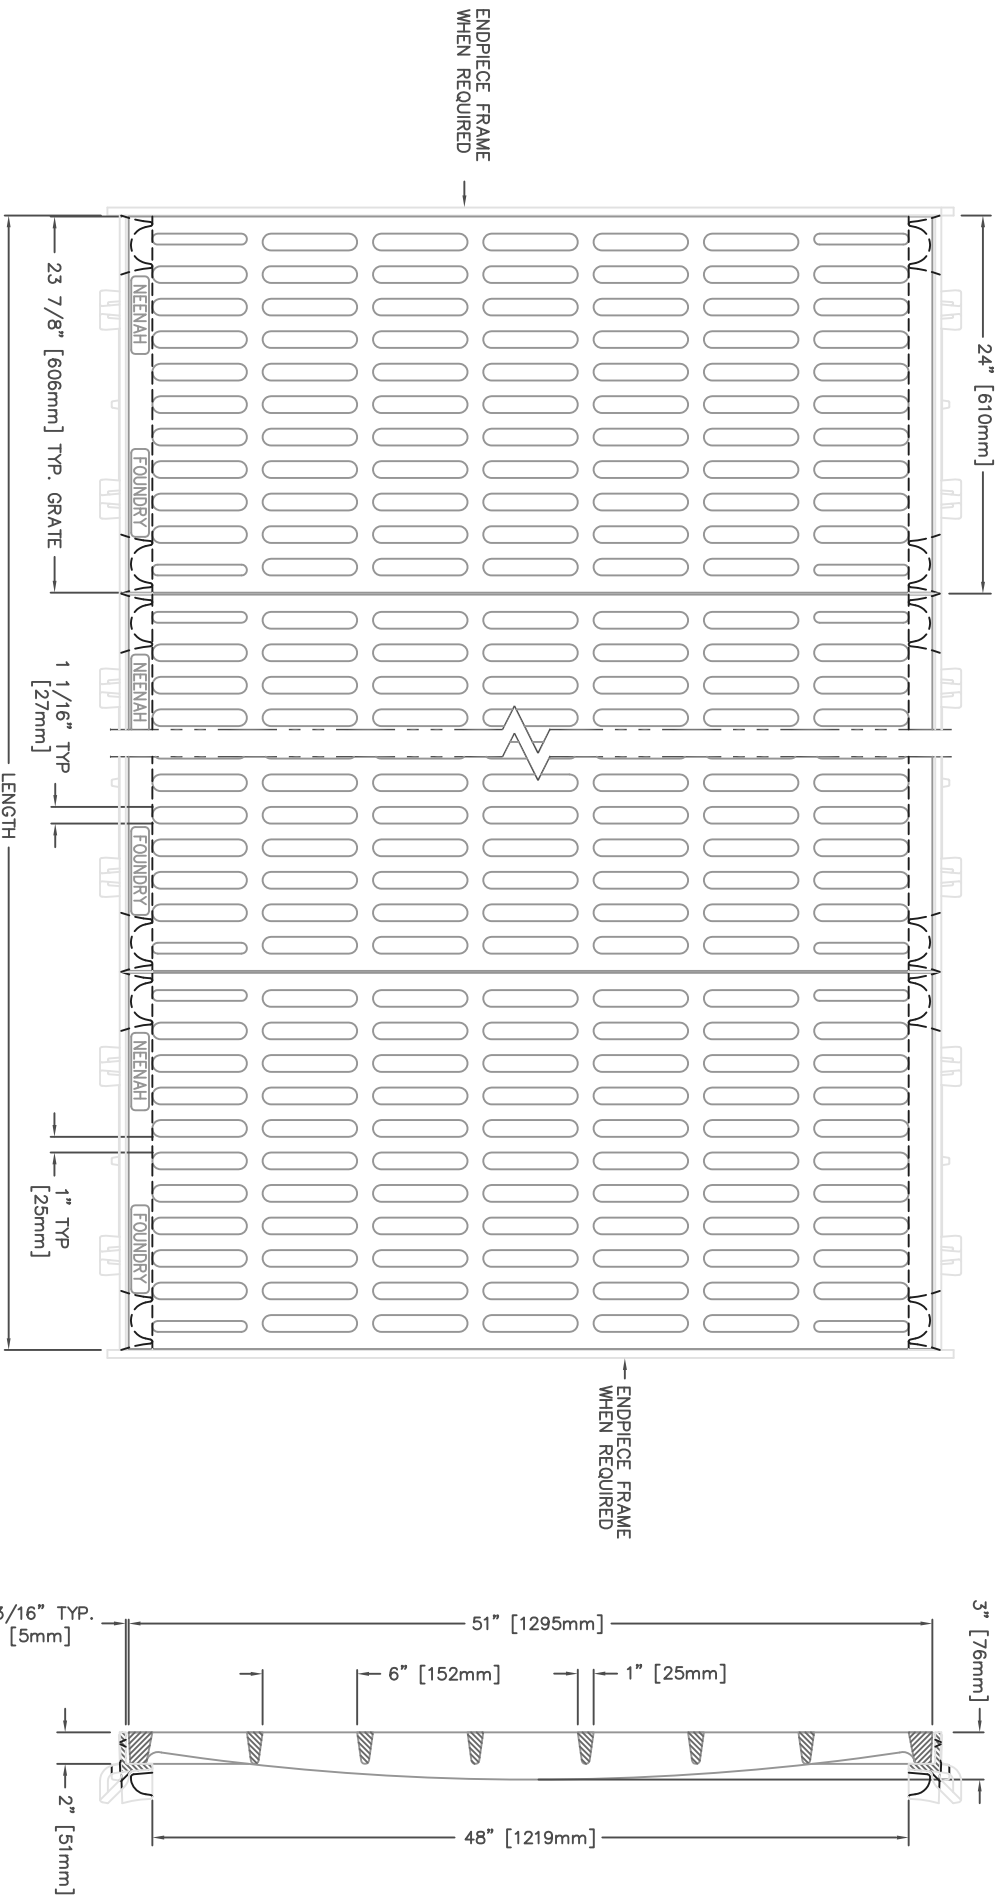 ENDPIECE FRAME
WHEN REQUIRED
24" [610mm]
23 7/8" [606mm] TYP. GRATE
NEENAH
FOUNDRY
NEENAH
1 1/16" TYP
[27mm]
LENGTH
FOUNDRY
NEENAH
1" TYP
[25mm]
FOUNDRY
ENDPIECE FRAME
WHEN REQUIRED
3/16" TYP.
[5mm]
51" [1295mm]
3" [76mm]
6" [152mm]
1" [25mm]
2" [51mm]
48" [1219mm]